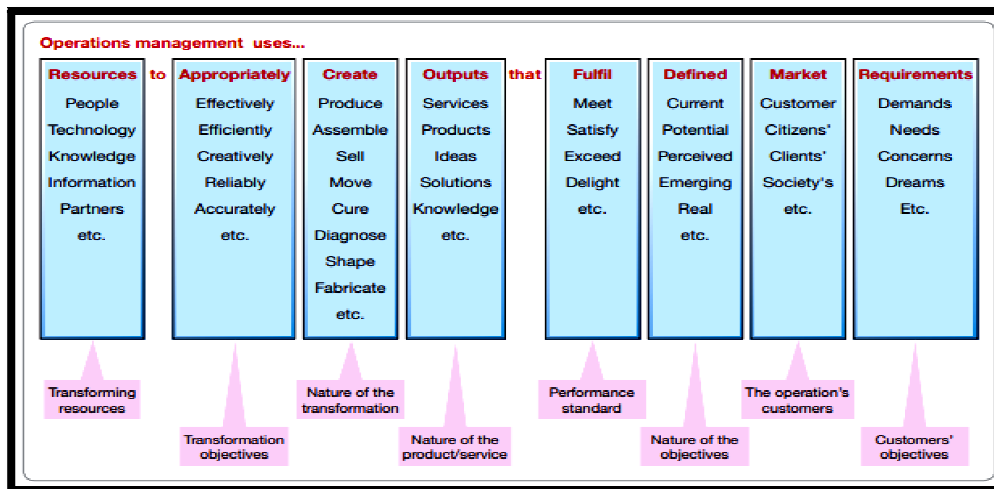 Operations management uses...
Resources to Appropriately Create Outputs that Fulfil Defined Market Requirements
People
Technology
Knowledge
Information
Partners
etc.
Effectively
Efficiently
Creatively
Reliably
Accurately
etc.
Produce
Assemble
Sell
Move
Cure
Diagnose
Shape
Fabricate
etc.
Services
Products
Ideas
Solutions
Knowledge
etc.
Meet
Satisfy
Exceed
Delight
etc.
Current
Potential
Perceived
Emerging
Real
etc.
Customer
Citizens'
Clients'
Society's
etc.
Demands
Needs
Concerns
Dreams
Etc.
Transforming
resources
Transformation
objectives
Nature of the
transformation
Nature of the
product/service
Performance
standard
Nature of the
objectives
The operation's
customers
Customers'
objectives